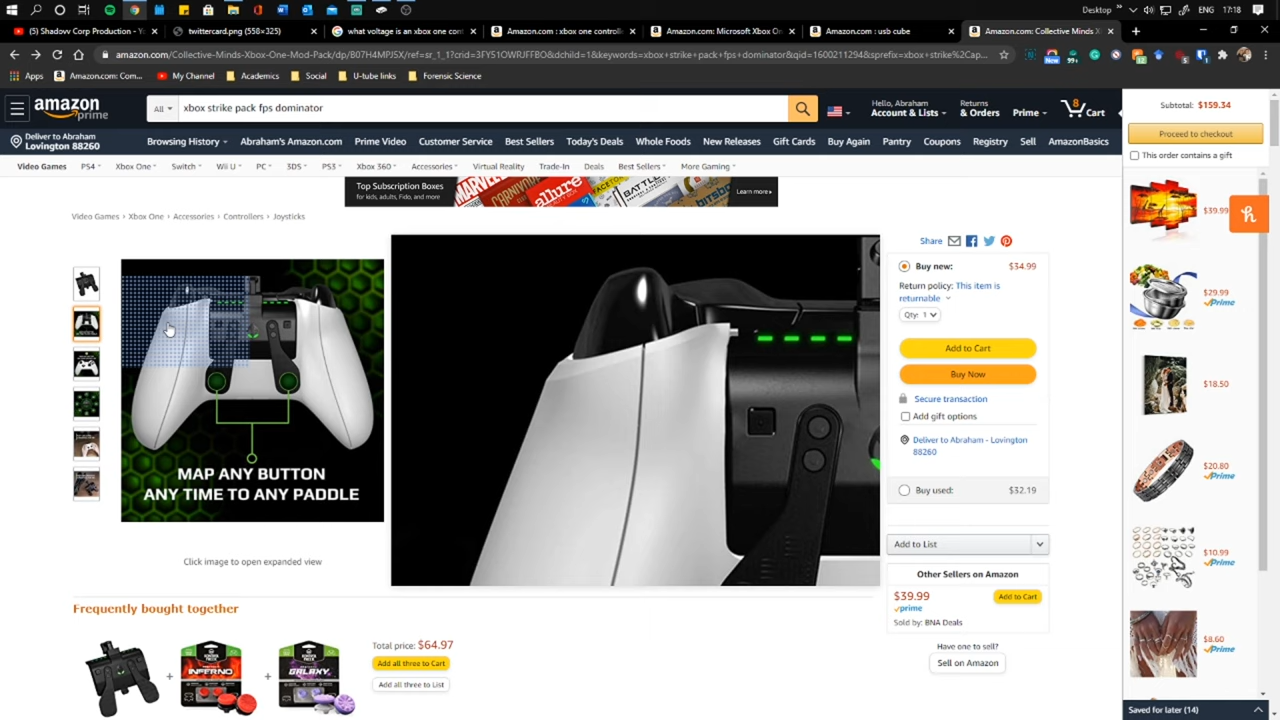 Desktop
ENG
17:18
(5) Shadovv Corp Production - Y
twittercard.png (558×325)
what voltage is an xbox one cont
Amazon.com : xbox one controll
Amazon.com: Microsoft Xbox On
Amazon.com : usb cube
Amazon.com: Collective Minds X
amazon.com/Collective-Minds-Xbox-One-Mod-Pack/dp/B07H4MPJ5X/ref=sr_1_1?crid=3FY51OWRJFFBO&dchild=1&keywords=xbox+strike+pack+fps+dominator&qid=1600211294&sprefix=xbox+strike%2Cap...
Apps
Amazon.com: Com...
My Channel
Academics
Social
U-tube links
Forensic Science
amazon
prime
All
xbox strike pack fps dominator
Hello, Abraham
Account & Lists
Returns
& Orders
Prime
8
Cart
Deliver to Abraham
Lovington 88260
Browsing History
Abraham's Amazon.com
Prime Video
Customer Service
Best Sellers
Today's Deals
Whole Foods
New Releases
Gift Cards
Buy Again
Pantry
Coupons
Registry
Sell
AmazonBasics
Video Games
PS4
Xbox One
Switch
Wii U
PC
3DS
PS3
Xbox 360
Accessories
Virtual Reality
Trade-In
Deals
Best Sellers
More Gaming
Top Subscription Boxes
for kids, adults, Fido, and more
MARVEL
CARNIVORE
allure
FACETOR
BATTLE
bitsbo
Learn more
Video Games › Xbox One › Accessories › Controllers › Joysticks
MAP ANY BUTTON
ANY TIME TO ANY PADDLE
Click image to open expanded view
Share
Buy new:
$34.99
Return policy: This item is
returnable
Qty: 1
Add to Cart
Buy Now
Secure transaction
Add gift options
Deliver to Abraham - Lovington
88260
Buy used:
$32.19
Add to List
Other Sellers on Amazon
$39.99
prime
Add to Cart
Sold by: BNA Deals
Have one to sell?
Sell on Amazon
Frequently bought together
INFERNO
GALAXY
+
+
Total price: $64.97
Add all three to Cart
Add all three to List
Subtotal: $159.34
Proceed to checkout
This order contains a gift
$39.99
$29.99
Prime
$18.50
$20.80
Prime
$10.99
Prime
$8.60
Prime
Saved for later (14)